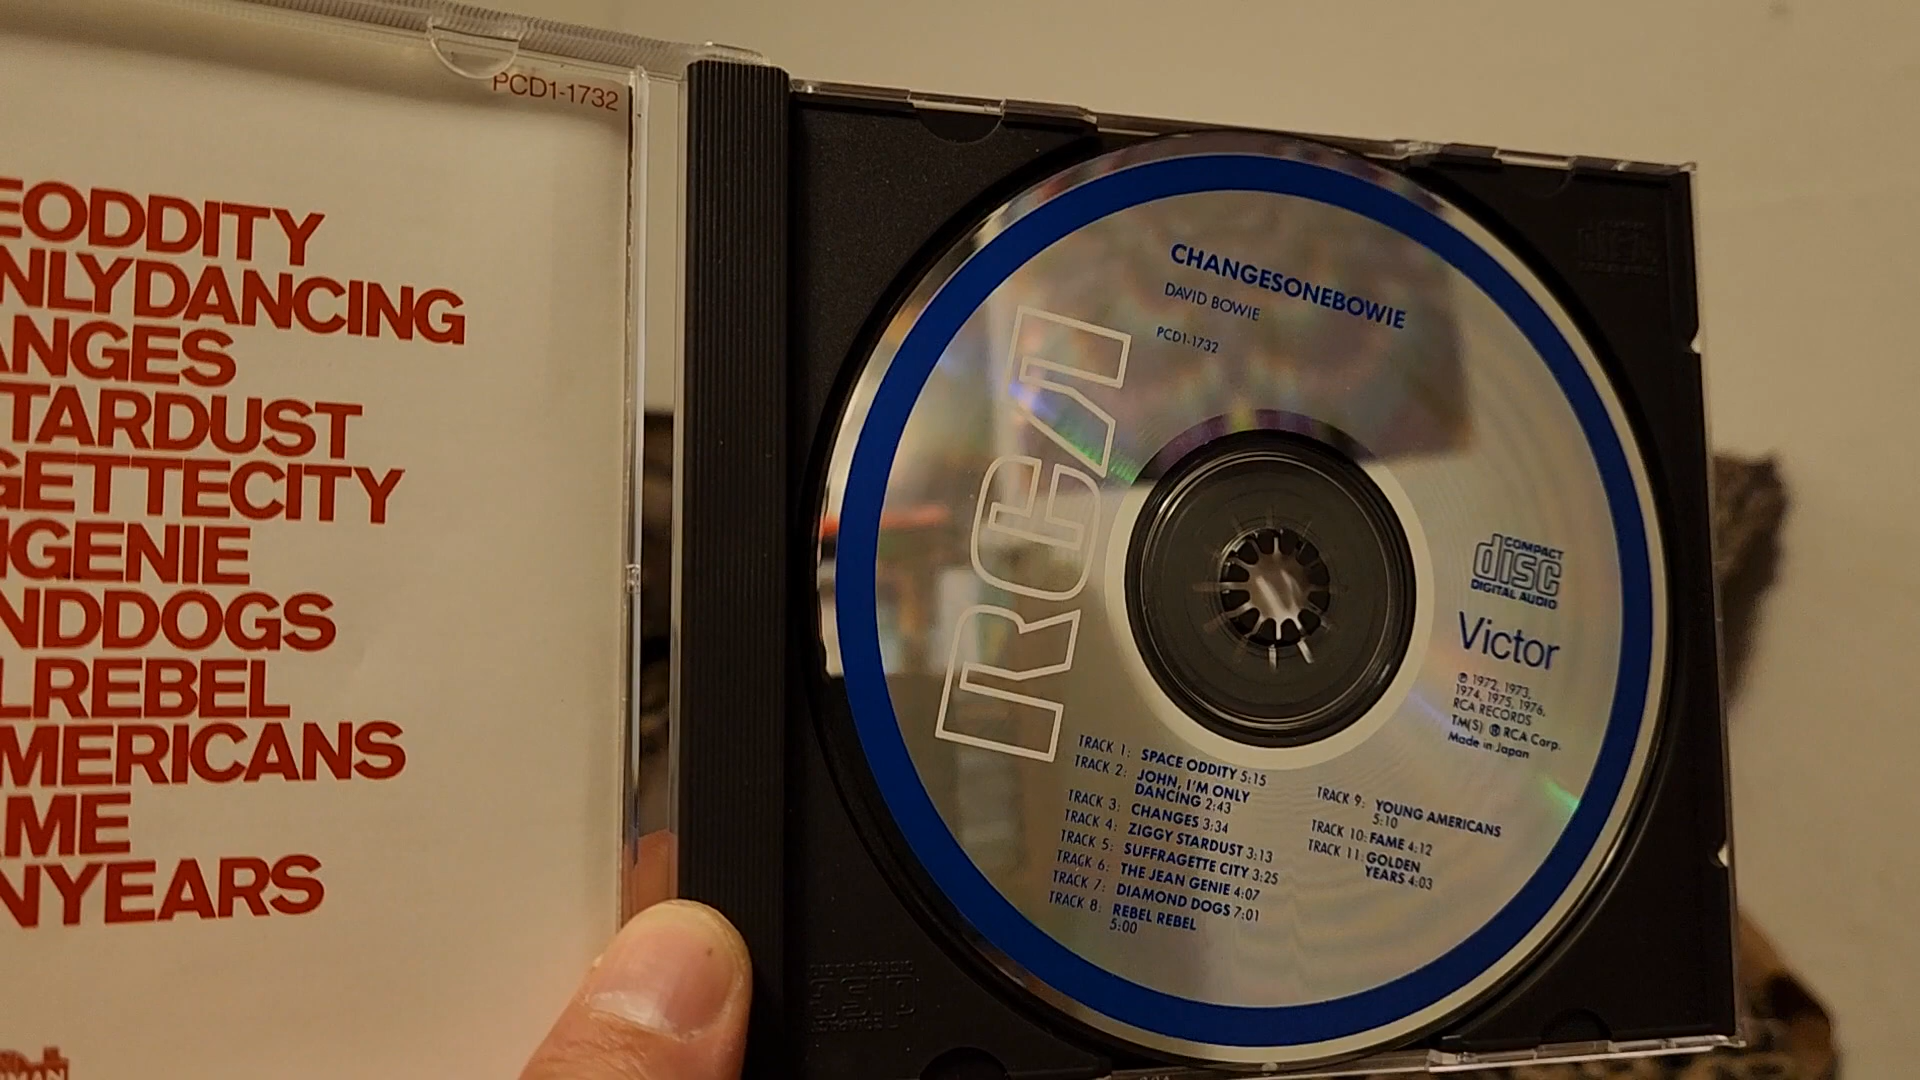 PCD1-1732
EODDITY
NLYDANCING
ANGES
TARDUST
GETTECITY
GENIE
NDDOGS
LREBEL
MERICANS
ME
NYEARS
CHANGESONEBOWIE
DAVID BOWIE
PCD1-1732
RCA
COMPACT
disc
DIGITAL AUDIO
Victor
℗ 1972, 1973,
1974, 1975, 1976,
RCA RECORDS
TM(S) ® RCA Corp.
Made in Japan
TRACK 1: SPACE ODDITY 5:15
TRACK 2: JOHN, I'M ONLY
DANCING 2:43
TRACK 3: CHANGES 3:34
TRACK 4: ZIGGY STARDUST 3:13
TRACK 5: SUFFRAGETTE CITY 3:25
TRACK 6: THE JEAN GENIE 4:07
TRACK 7: DIAMOND DOGS 7:01
TRACK 8: REBEL REBEL
5:00
TRACK 9: YOUNG AMERICANS
5:10
TRACK 10: FAME 4:12
TRACK 11: GOLDEN
YEARS 4:03